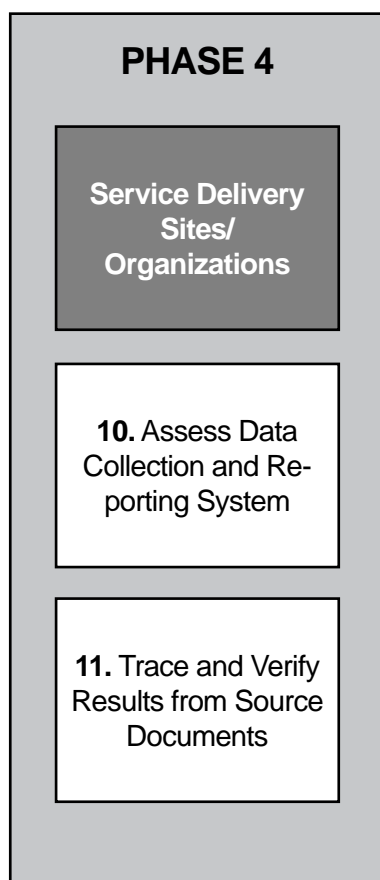 PHASE 4
Service Delivery
Sites/
Organizations
10. Assess Data
Collection and Re-
porting System
11. Trace and Verify
Results from Source
Documents